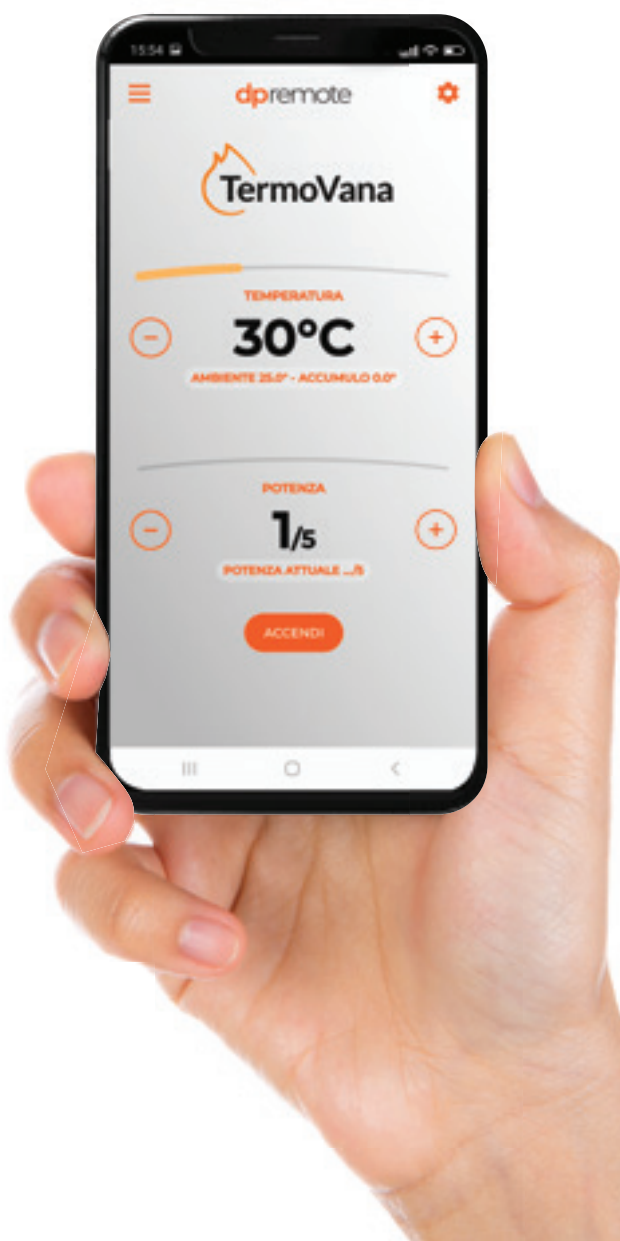 15:54
dpremote
TermoVana
TEMPERATURA
30°C
AMBIENTE 25.0° - ACCUMULO 0.0°
POTENZA
1/5
POTENZA ATTUALE .../5
ACCENDI